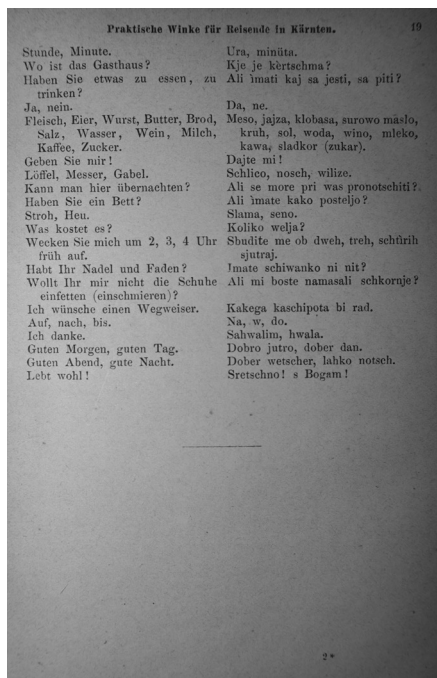 Praktische Winke für Reisende in Kärnten. 19
Stunde, Minute.
Wo ist das Gasthaus?
Haben Sie etwas zu essen, zu
trinken?
Ja, nein.
Fleisch, Eier, Wurst, Butter, Brod,
Salz, Wasser, Wein, Milch,
Kaffee, Zucker.
Geben Sie mir!
Löffel, Messer, Gabel.
Kann man hier übernachten?
Haben Sie ein Bett?
Stroh, Heu.
Was kostet es?
Wecken Sie mich um 2, 3, 4 Uhr
früh auf.
Habt Ihr Nadel und Faden?
Wollt Ihr mir nicht die Schuhe
einfetten (einschmieren)?
Ich wünsche einen Wegweiser.
Auf, nach, bis.
Ich danke.
Guten Morgen, guten Tag.
Guten Abend, gute Nacht.
Lebt wohl!
Ura, minúta.
Kje je kèrtschma?
Ali ìmati kaj sa jesti, sa piti?
Da, ne.
Meso, jajza, klobasa, surowo màslo,
kruh, sol, woda, wino, mleko,
kawa, sladkor (zukar).
Dajte mi!
Schlico, nosch, wilize.
Ali se more pri was pronotschiti?
Ali ìmate kako posteljo?
Slama, seno.
Koliko welja?
Sbudite me ob dweh, treh, schtírih
sjutraj.
Jmate schiwanko ni nit?
Ali mi boste namasali schkornje?
Kakega kaschipota bi rad.
Na, w, do.
Sahwalim, hwala.
Dobro jutro, dober dan.
Dober wetscher, lahko notsch.
Sretschno! s Bogam!
2*